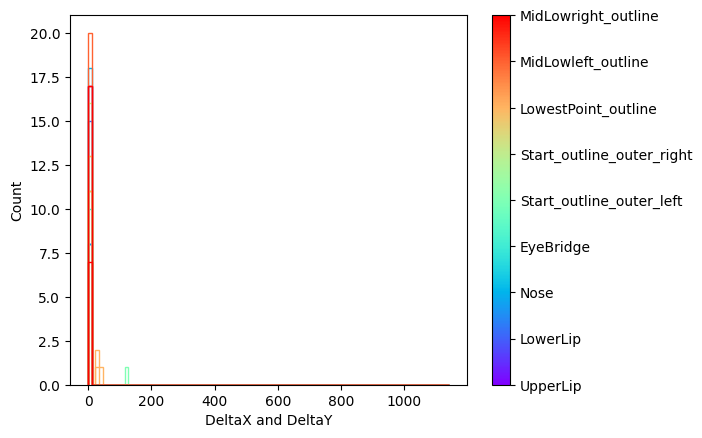 20.0
17.5
15.0
12.5
10.0
7.5
5.0
2.5
0.0
Count
0 200 400 600 800 1000
DeltaX and DeltaY
MidLowright_outline
MidLowleft_outline
LowestPoint_outline
Start_outline_outer_right
Start_outline_outer_left
EyeBridge
Nose
LowerLip
UpperLip